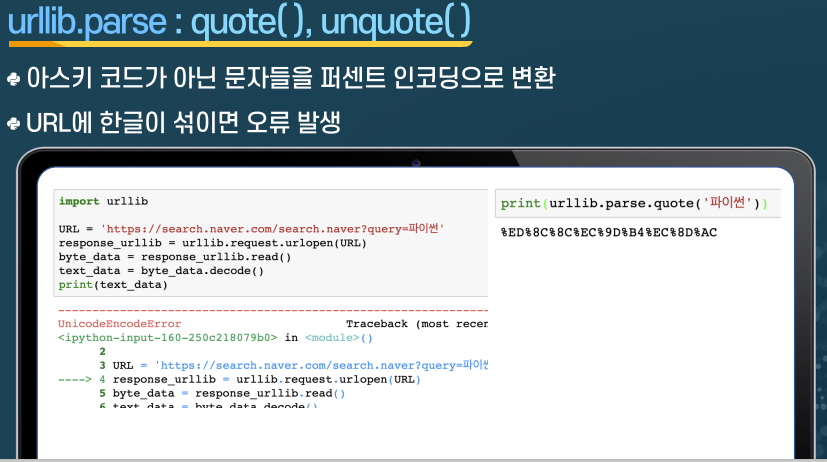 urllib.parse : quote( ), unquote( )
아스키 코드가 아닌 문자들을 퍼센트 인코딩으로 변환
URL에 한글이 섞이면 오류 발생
import urllib
URL = 'https://search.naver.com/search.naver?query=파이썬'
response_urllib = urllib.request.urlopen(URL)
byte_data = response_urllib.read()
text_data = byte_data.decode()
print(text_data)
---------------------------------------------------------------
UnicodeEncodeError Traceback (most recen
<ipython-input-160-250c218079b0> in <module>()
2
3 URL = 'https://search.naver.com/search.naver?query=파이썬
----> 4 response_urllib = urllib.request.urlopen(URL)
5 byte_data = response_urllib.read()
6 text_data = byte_data.decode()
print(urllib.parse.quote('파이썬'))
%ED%8C%8C%EC%9D%B4%EC%8D%AC